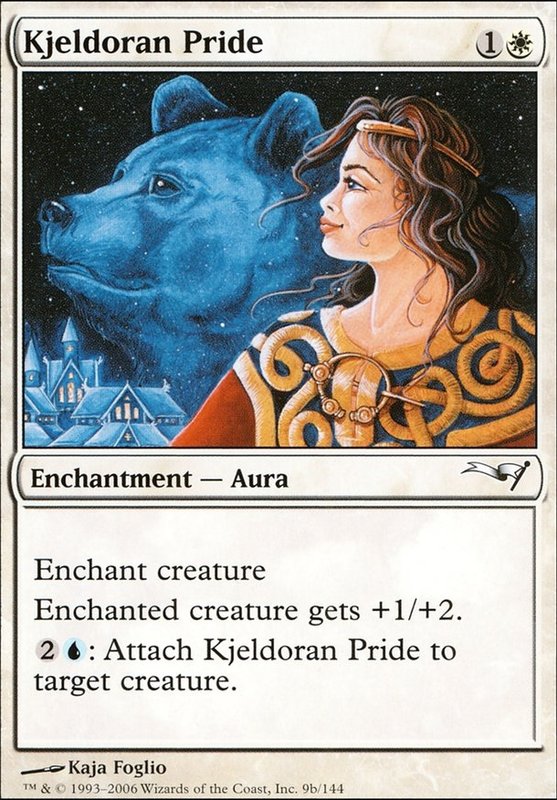 Kjeldoran Pride 1
Enchantment — Aura
Enchant creature
Enchanted creature gets +1/+2.
2: Attach Kjeldoran Pride to
target creature.
Kaja Foglio
™ & © 1993–2006 Wizards of the Coast, Inc. 9b/144